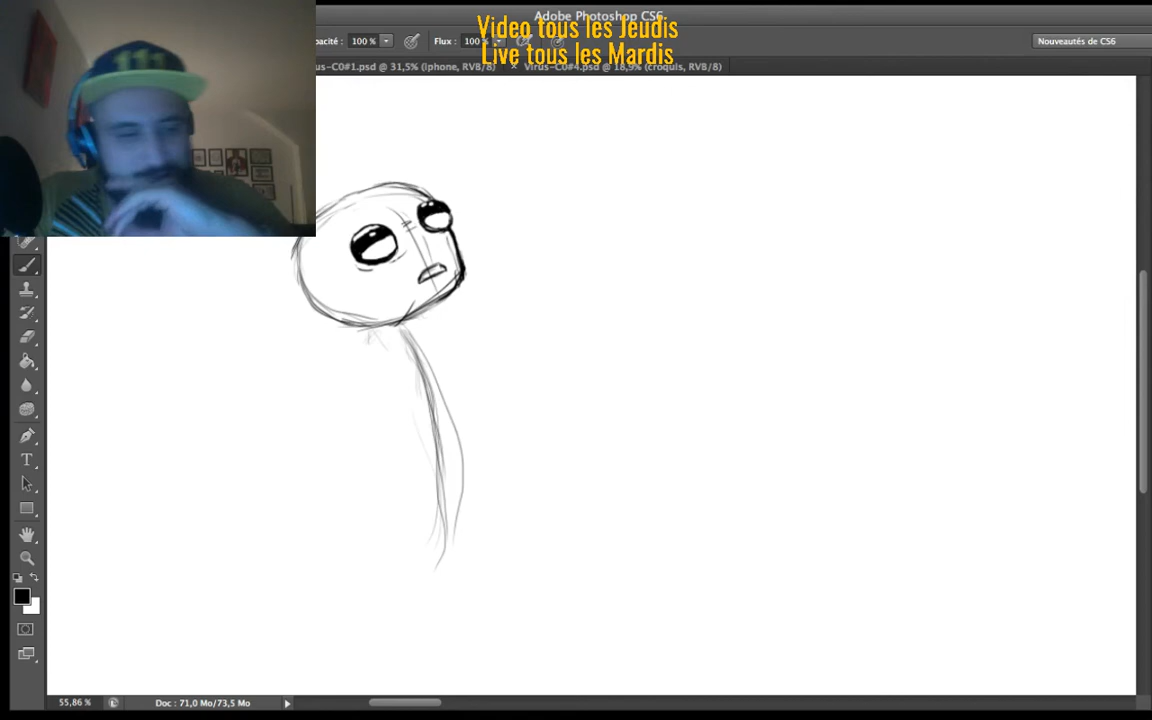 Adobe Photoshop CS6
Video tous les Jeudis
Live tous les Mardis
pacité : 100 % Flux : 100 % Nouveautés de CS6
us-C0#1.psd @ 31,5% (iphone, RVB/8) × Virus-C0#4.psd @ 18,9% (croquis, RVB/8)
T
55,86 % Doc : 71,0 Mo/73,5 Mo